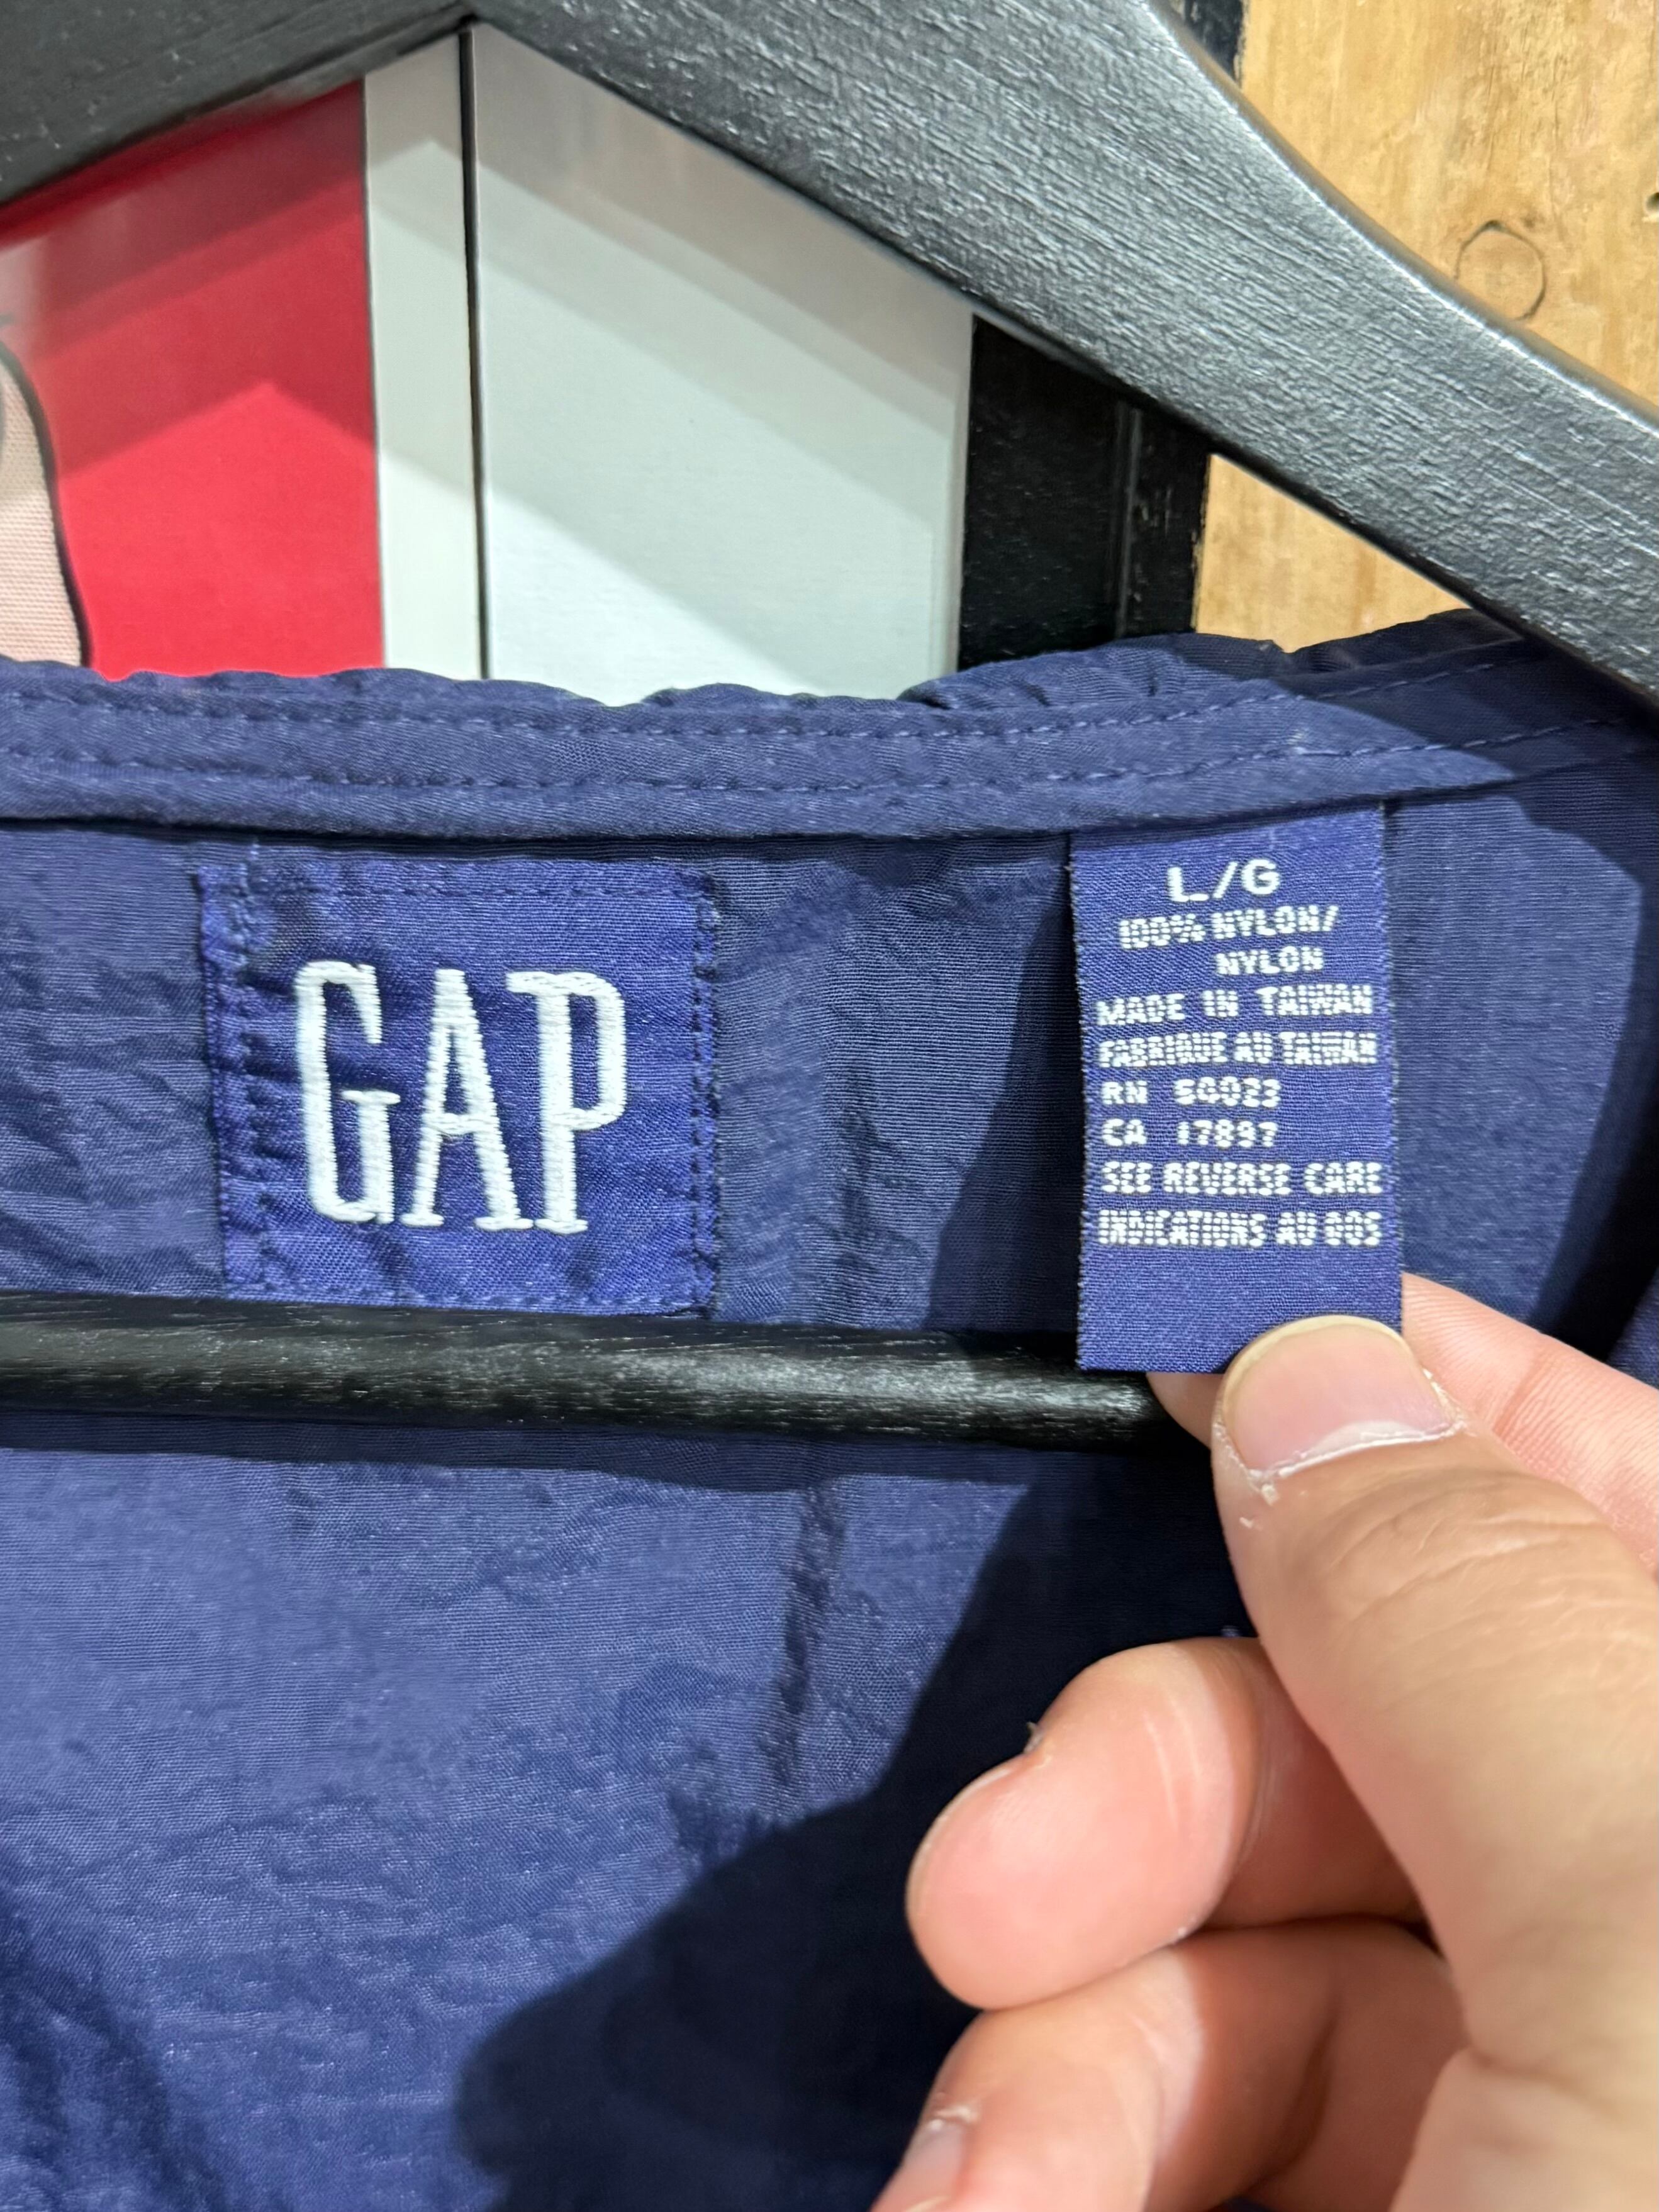 GAP
L/G
100% NYLON/
NYLON
MADE IN TAIWAN
FABRIQUE AU TAIWAN
RN 54023
CA 17897
SEE REVERSE CARE
INDICATIONS AU DOS